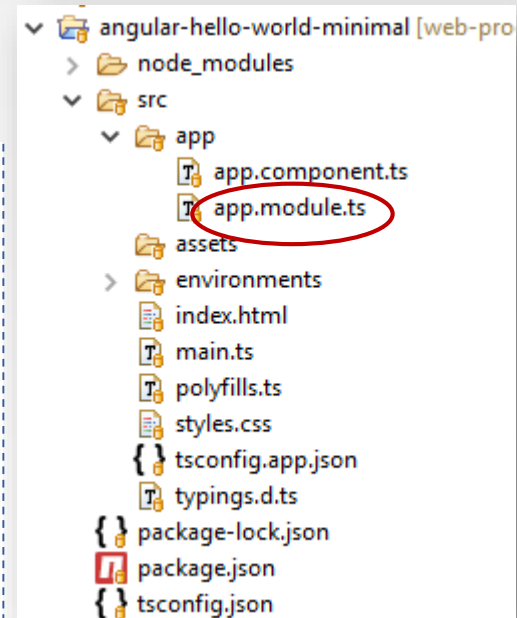 angular-hello-world-minimal [web-pro
node_modules
src
app
app.component.ts
app.module.ts
assets
environments
index.html
main.ts
polyfills.ts
styles.css
tsconfig.app.json
typings.d.ts
package-lock.json
package.json
tsconfig.json